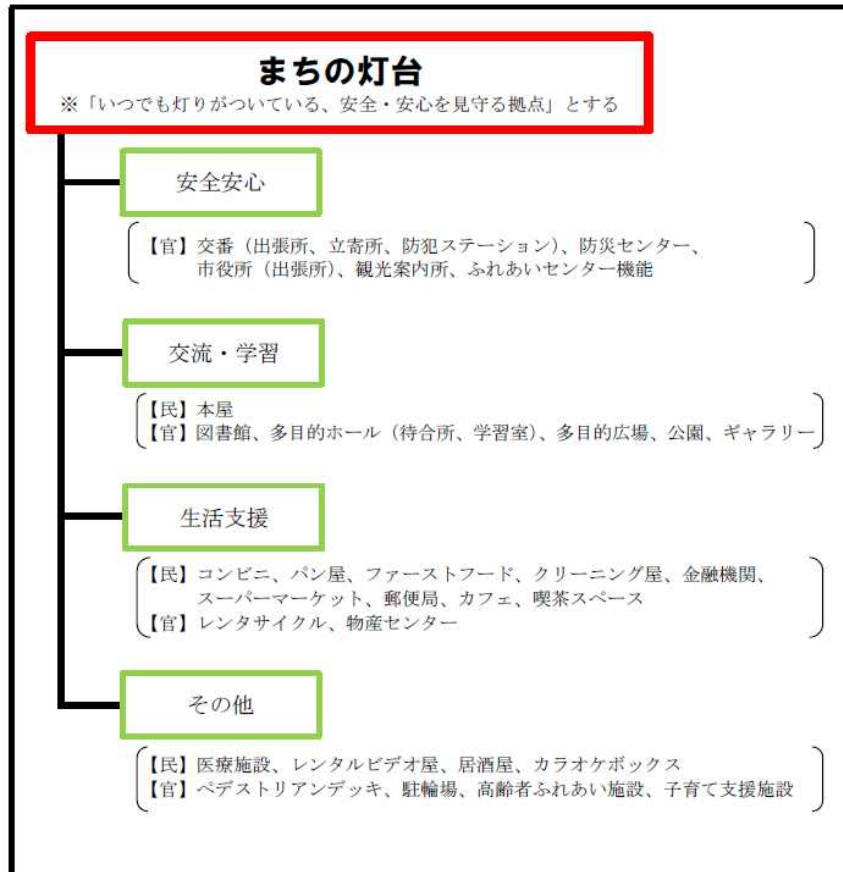 まちの灯台
※「いつでも灯りがついている、安全・安心を見守る拠点」とする
安全安心
【官】交番（出張所、立寄所、防犯ステーション）、防災センター、
市役所（出張所）、観光案内所、ふれあいセンター機能
交流・学習
【民】本屋
【官】図書館、多目的ホール（待合所、学習室）、多目的広場、公園、ギャラリー
生活支援
【民】コンビニ、パン屋、ファーストフード、クリーニング屋、金融機関、
スーパーマーケット、郵便局、カフェ、喫茶スペース
【官】レンタサイクル、物産センター
その他
【民】医療施設、レンタルビデオ屋、居酒屋、カラオケボックス
【官】ペデストリアンデッキ、駐輪場、高齢者ふれあい施設、子育て支援施設